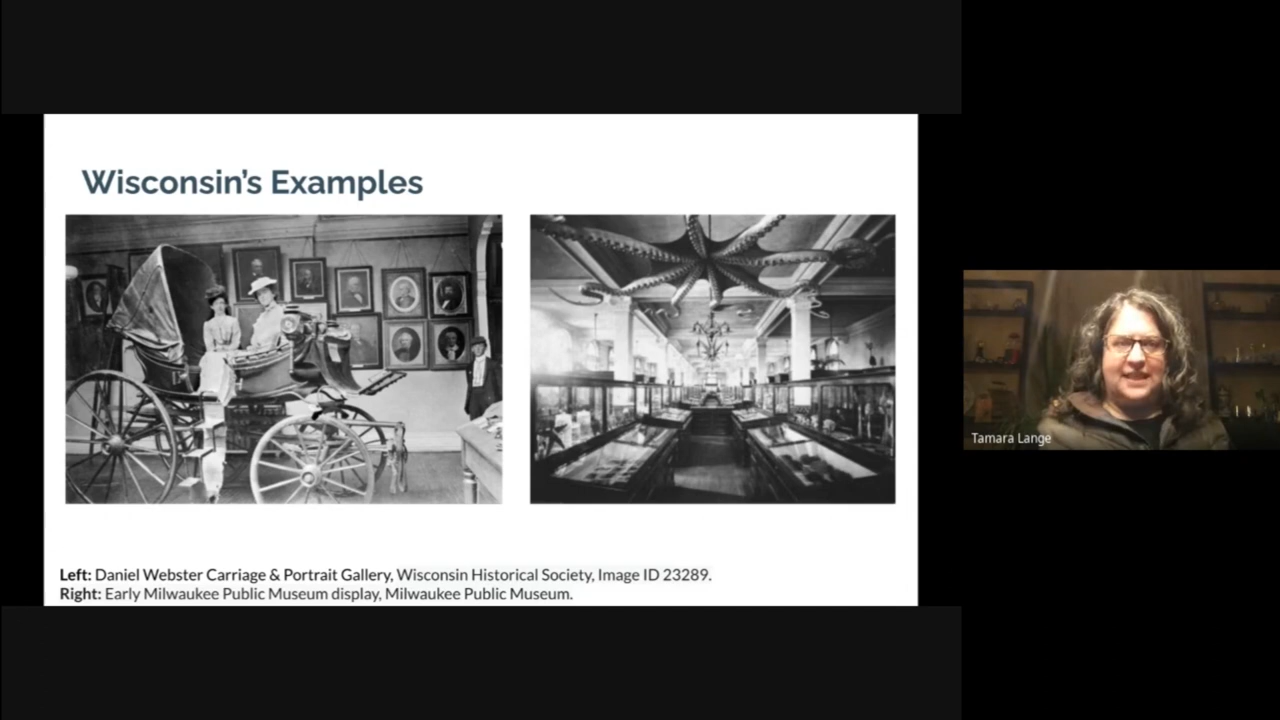 Wisconsin's Examples
Left: Daniel Webster Carriage & Portrait Gallery, Wisconsin Historical Society, Image ID 23289.
Right: Early Milwaukee Public Museum display, Milwaukee Public Museum.
Tamara Lange